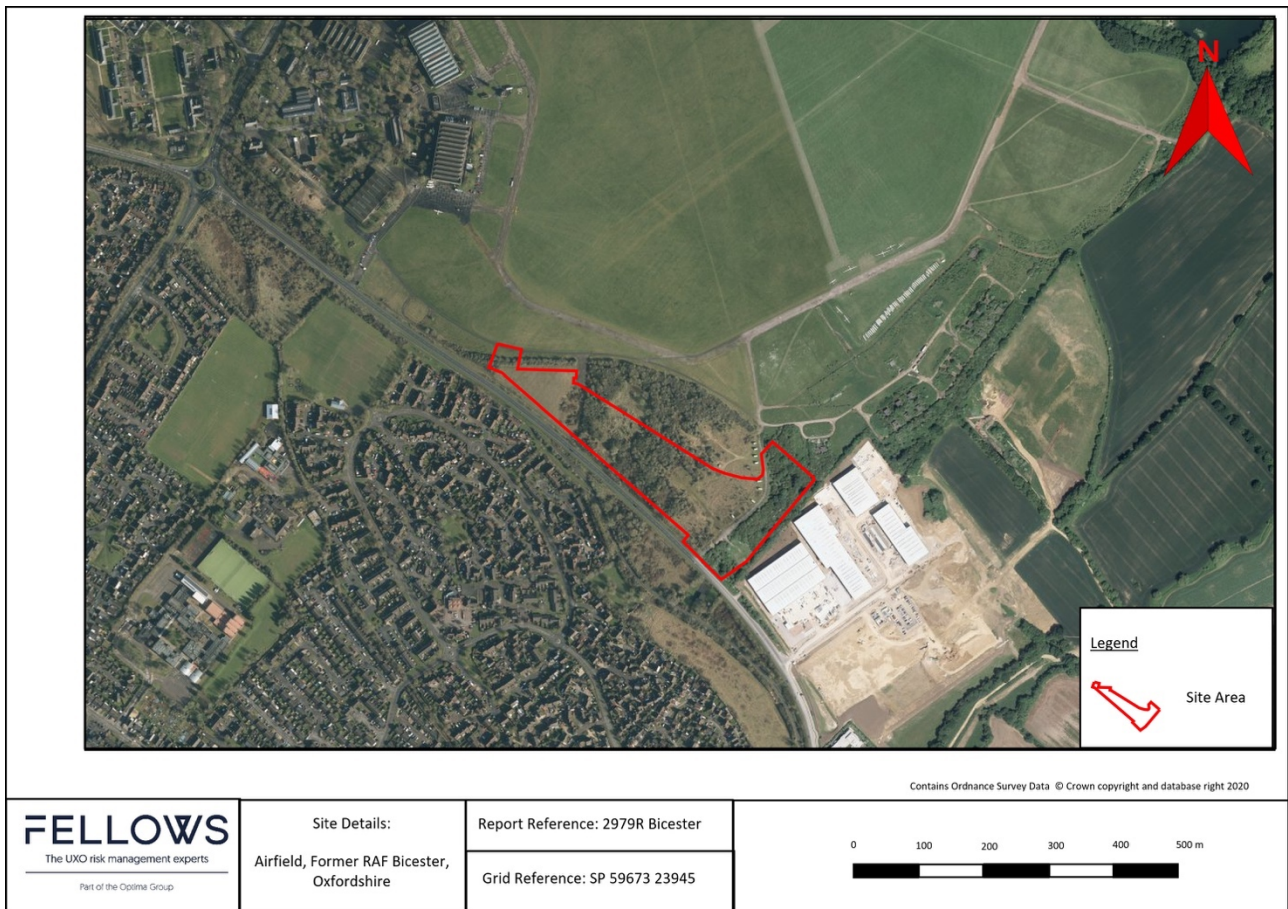 N
Legend
Site Area
Contains Ordnance Survey Data © Crown copyright and database right 2020
FELLOWS
The UXO risk management experts
Part of the Optima Group
Site Details:
Airfield, Former RAF Bicester,
Oxfordshire
Report Reference: 2979R Bicester
Grid Reference: SP 59673 23945
0 100 200 300 400 500 m